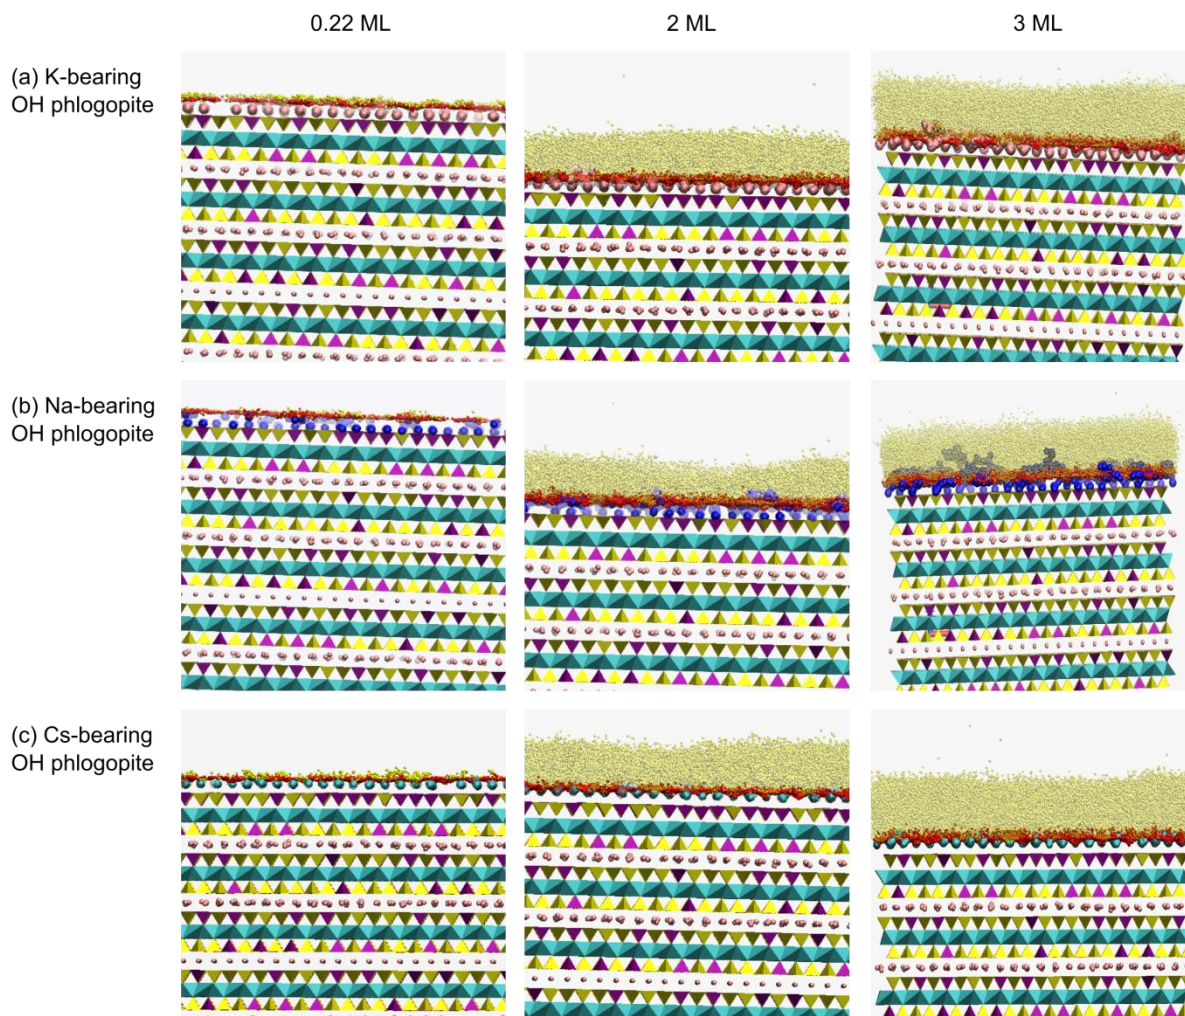 0.22 ML
2 ML
3 ML
(a) K-bearing
OH phlogopite
(b) Na-bearing
OH phlogopite
(c) Cs-bearing
OH phlogopite